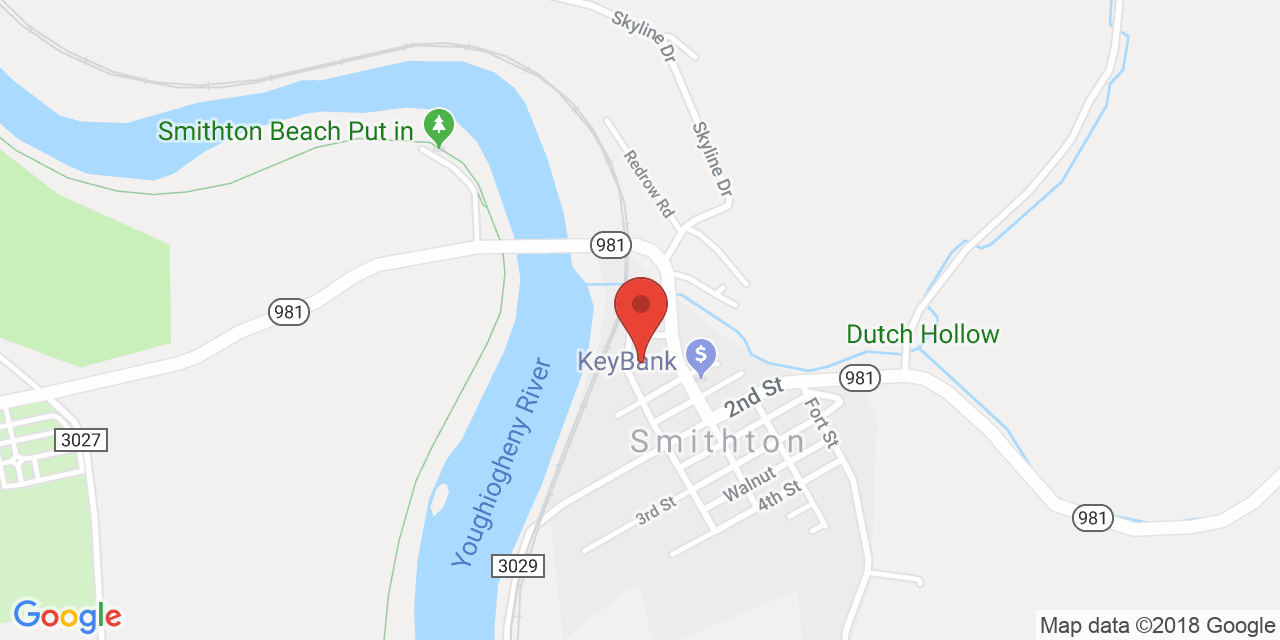 Skyline Dr
Smithton Beach Put in
Skyline Dr
Redrow Rd
981
981
Dutch Hollow
KeyBank
$
981
2nd St
Fort St
3027
Smithton
Youghiogheny River
Walnut
4th St
3rd St
981
3029
Google
Map data ©2018 Google